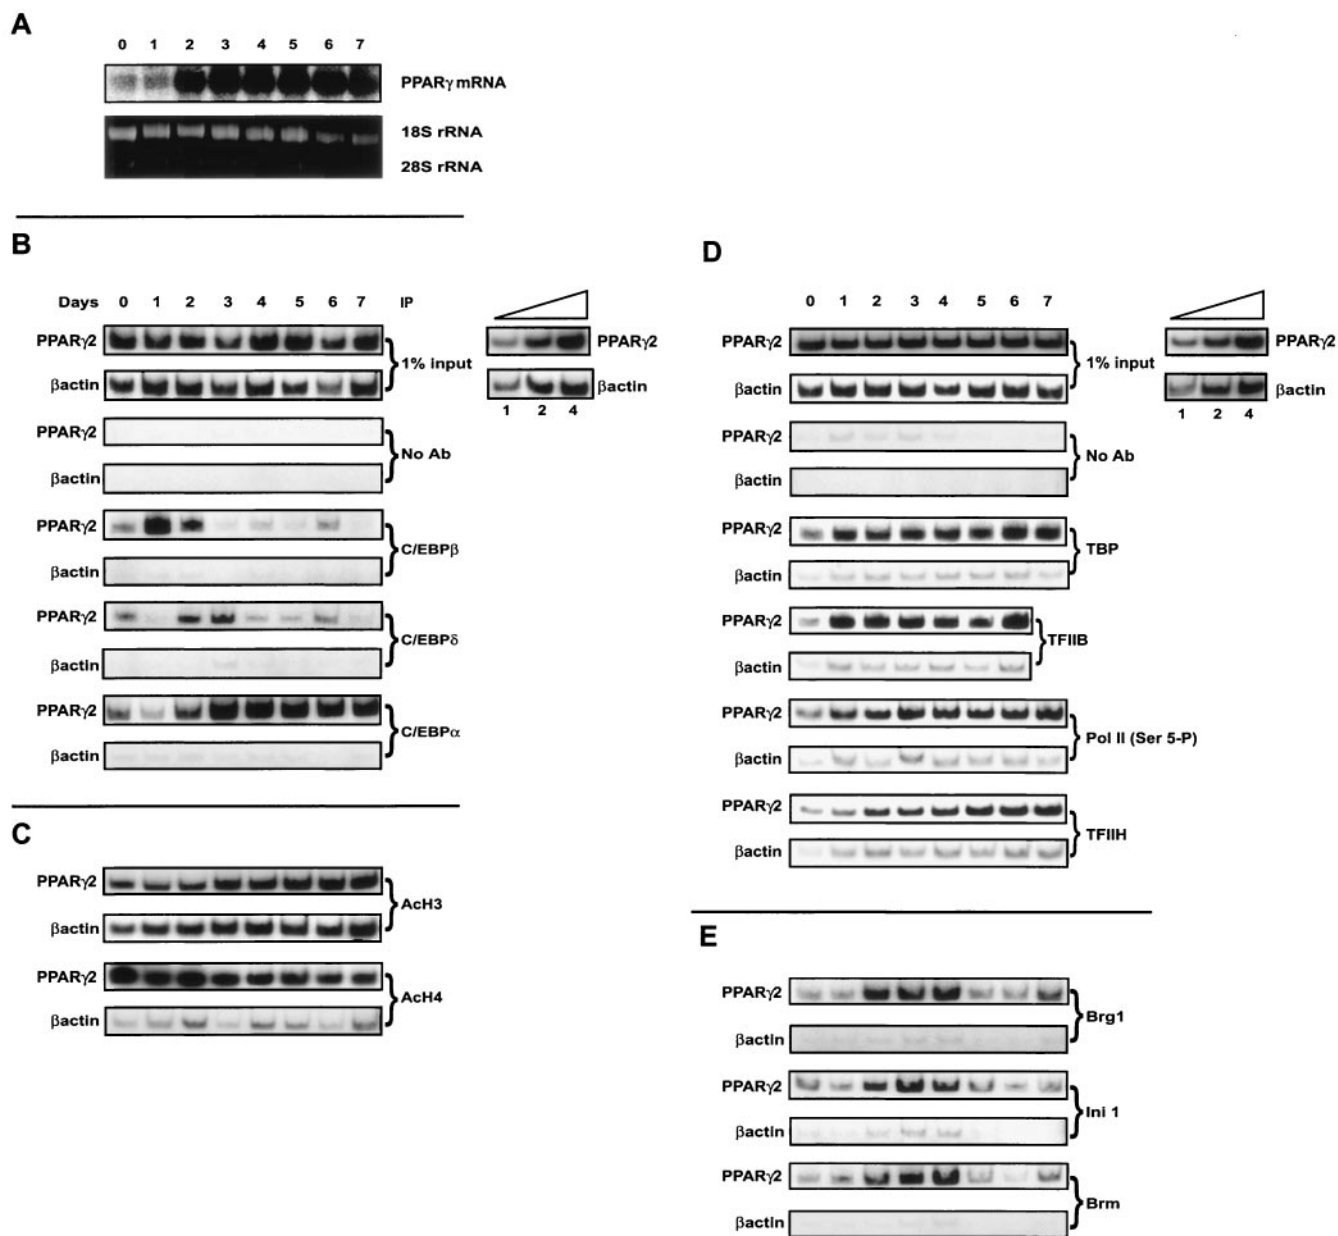 A
0 1 2 3 4 5 6 7
PPARγ mRNA
18S rRNA
28S rRNA
B
Days 0 1 2 3 4 5 6 7 IP
PPARγ2
βactin
1% input
PPARγ2
βactin
1 2 4
PPARγ2
βactin
No Ab
PPARγ2
βactin
C/EBPβ
PPARγ2
βactin
C/EBPδ
PPARγ2
βactin
C/EBPα
C
PPARγ2
βactin
AcH3
PPARγ2
βactin
AcH4
D
0 1 2 3 4 5 6 7
PPARγ2
βactin
1% input
PPARγ2
βactin
1 2 4
PPARγ2
βactin
No Ab
PPARγ2
βactin
TBP
PPARγ2
βactin
TFIIB
PPARγ2
βactin
Pol II (Ser 5-P)
PPARγ2
βactin
TFIIH
E
PPARγ2
βactin
Brg1
PPARγ2
βactin
Ini 1
PPARγ2
βactin
Brm